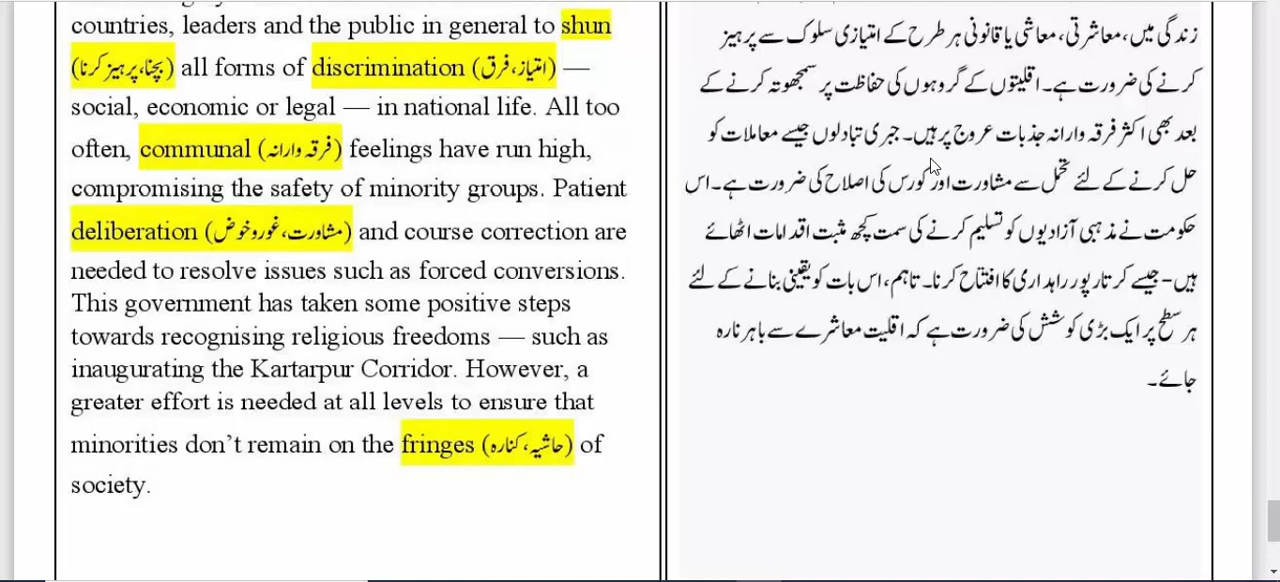 countries, leaders and the public in general to shun
(بچنا، پرہیز کرنا) all forms of discrimination (امتیاز، فرق) —
social, economic or legal — in national life. All too
often, communal (فرقہ وارانہ) feelings have run high,
compromising the safety of minority groups. Patient
deliberation (مشاورت، غوروخوض) and course correction are
needed to resolve issues such as forced conversions.
This government has taken some positive steps
towards recognising religious freedoms — such as
inaugurating the Kartarpur Corridor. However, a
greater effort is needed at all levels to ensure that
minorities don't remain on the fringes (حاشیہ، کنارہ) of
society.
زندگی میں، معاشرتی، معاشی یا قانونی ہر طرح کے امتیازی سلوک سے پرہیز
کرنے کی ضرورت ہے۔ اقلیتوں کے گروہوں کی حفاظت پر سمجھوتہ کرنے کے
بعد بھی اکثر فرقہ وارانہ جذبات عروج پر ہیں۔ جبری تبادلوں جیسے معاملات کو
حل کرنے کے لئے تحمل سے مشاورت اور کورس کی اصلاح کی ضرورت ہے۔ اس
حکومت نے مذہبی آزادیوں کو تسلیم کرنے کی سمت کچھ مثبت اقدامات اٹھائے
ہیں - جیسے کرتار پور راہداری کا افتتاح کرنا۔ تاہم، اس بات کو یقینی بنانے کے لئے
ہر سطح پر ایک بڑی کوشش کی ضرورت ہے کہ اقلیت معاشرے سے باہر نا رہ
جائے۔